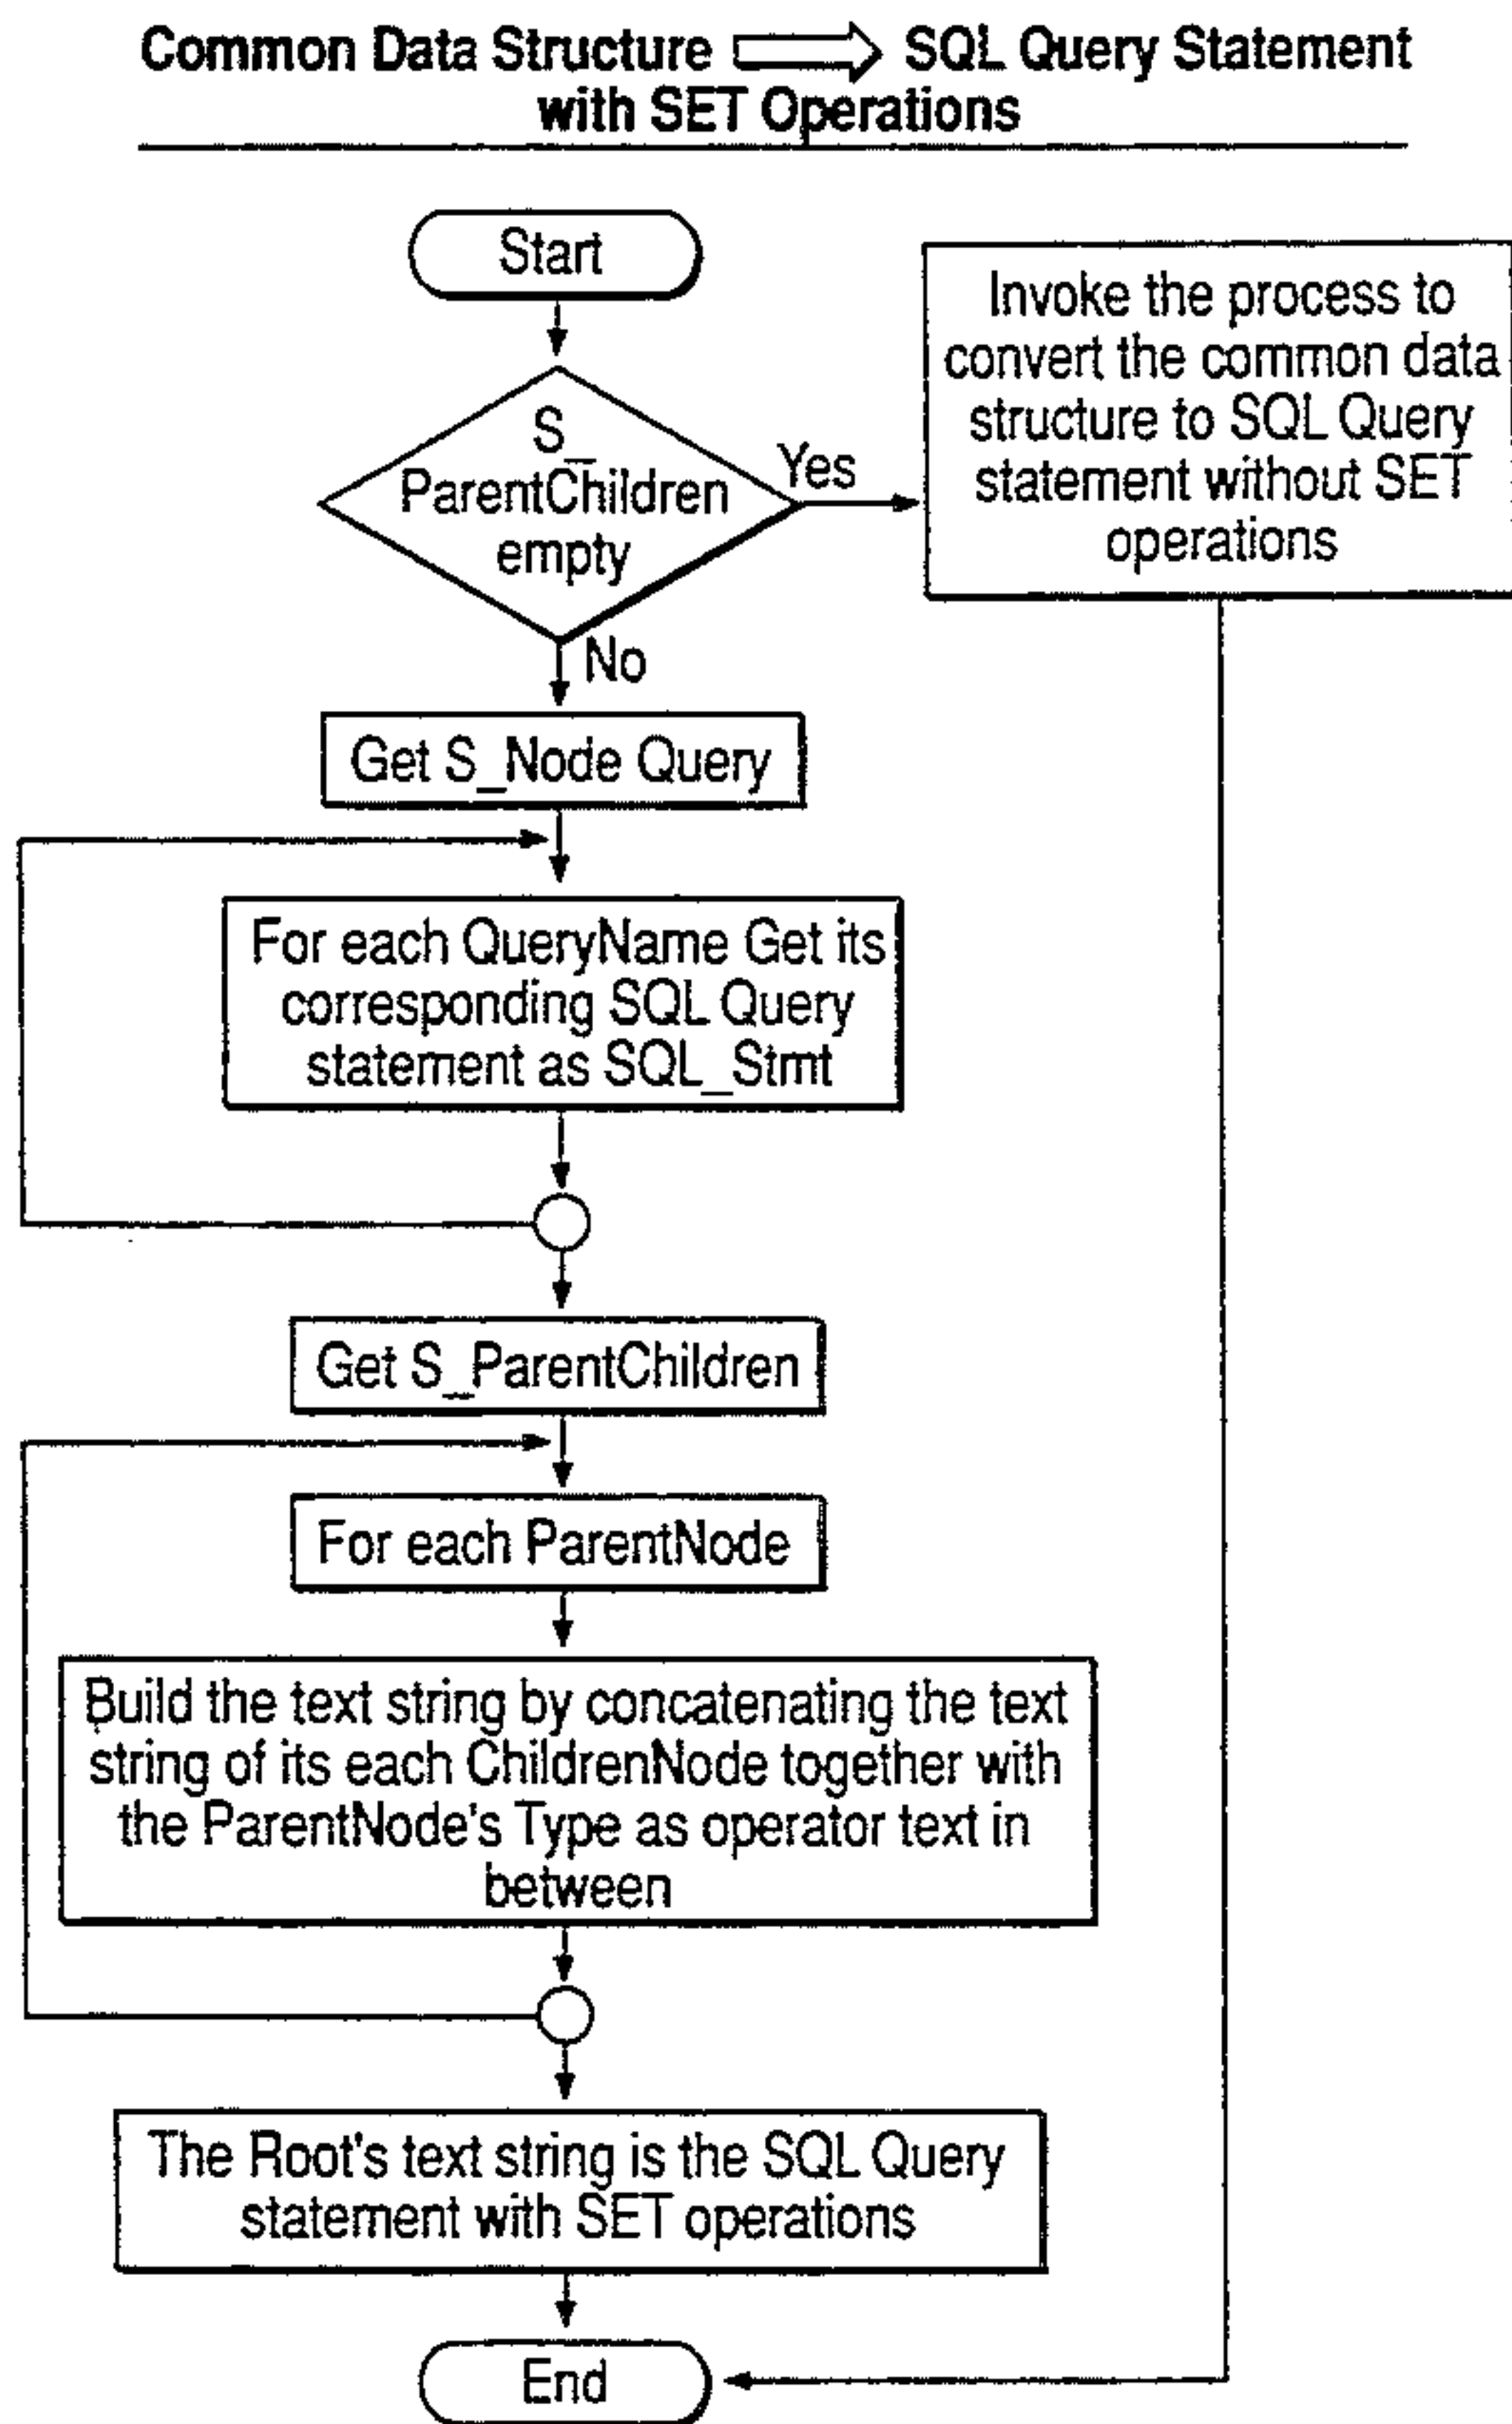 Common Data Structure ⇒ SQL Query Statement
with SET Operations
Start
S_
ParentChildren
empty
Yes
Invoke the process to
convert the common data
structure to SQL Query
statement without SET
operations
No
Get S_Node Query
For each QueryName Get its
corresponding SQL Query
statement as SQL_Stmt
Get S_ParentChildren
For each ParentNode
Build the text string by concatenating the text
string of its each ChildrenNode together with
the ParentNode's Type as operator text in
between
The Root's text string is the SQL Query
statement with SET operations
End